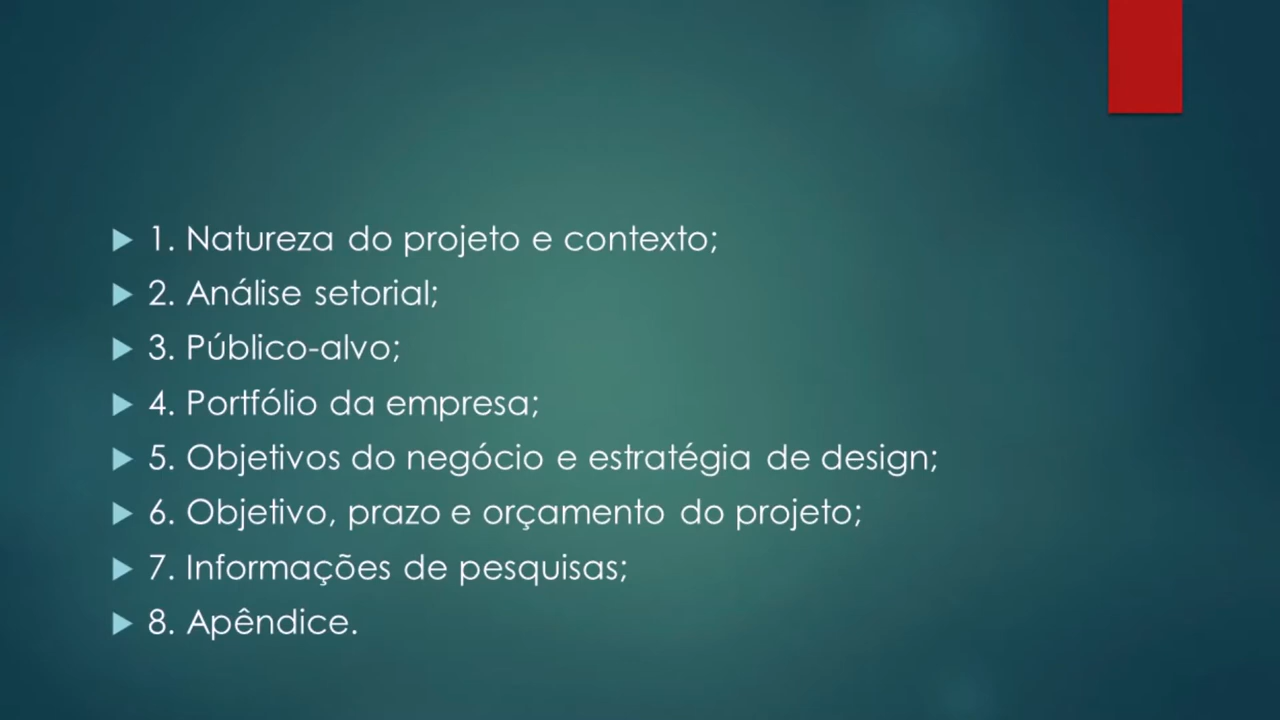 1. Natureza do projeto e contexto;
2. Análise setorial;
3. Público-alvo;
4. Portfólio da empresa;
5. Objetivos do negócio e estratégia de design;
6. Objetivo, prazo e orçamento do projeto;
7. Informações de pesquisas;
8. Apêndice.